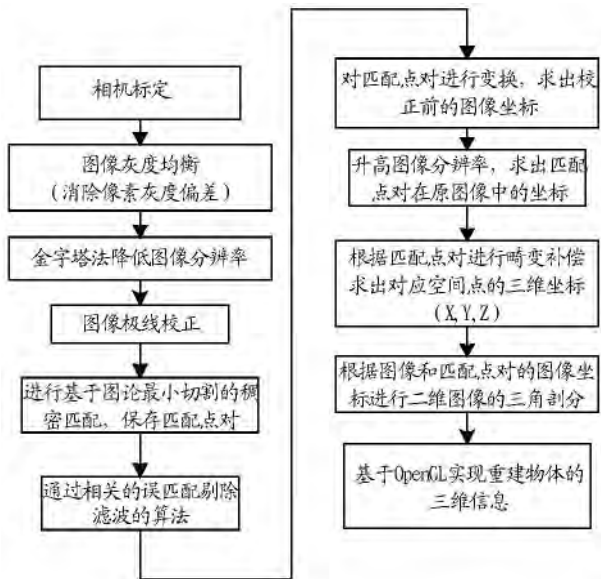 相机标定
图像灰度均衡
(消除像素灰度偏差)
金字塔法降低图像分辨率
图像极线校正
进行基于图论最小切割的稠
密匹配，保存匹配点对
通过相关的误匹配剔除
滤波的算法
对匹配点对进行变换，求出校
正前的图像坐标
升高图像分辨率，求出匹配
点对在原图像中的坐标
根据匹配点对进行畸变补偿
求出对应空间点的三维坐标
(X,Y,Z)
根据图像和匹配点对的图像坐
标进行二维图像的三角剖分
基于OpenGL实现重建物体的
三维信息